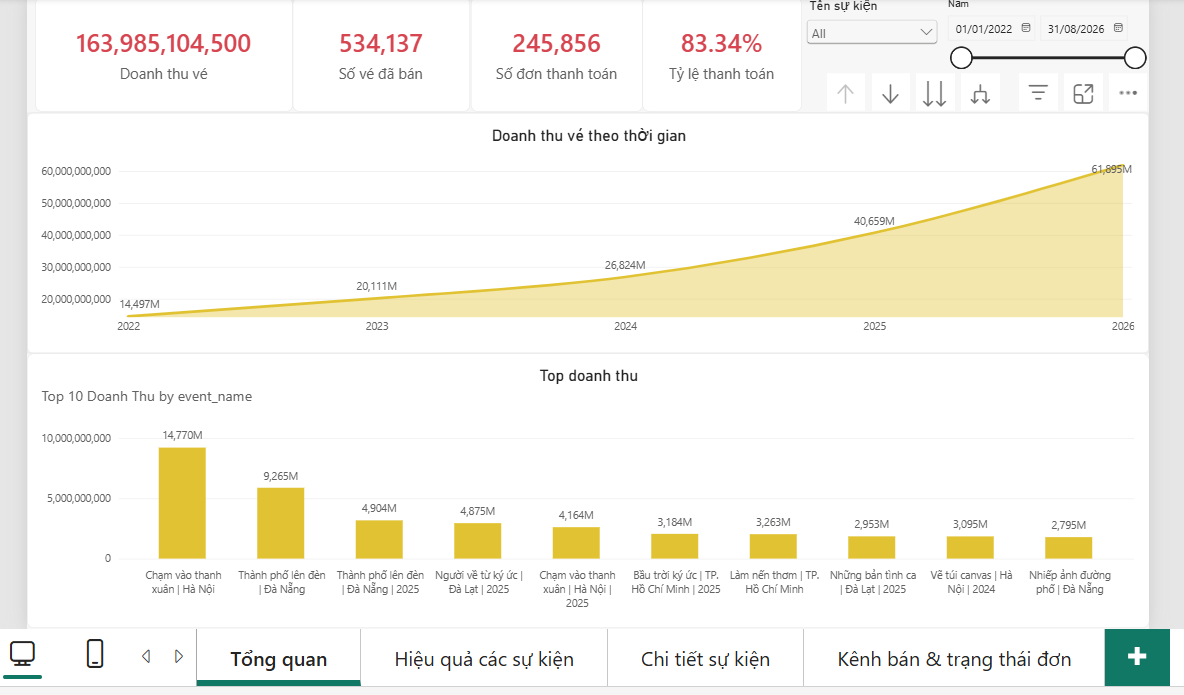 Tên sự kiện
Năm
All
01/01/2022
31/08/2026
163,985,104,500
Doanh thu vé
534,137
Số vé đã bán
245,856
Số đơn thanh toán
83.34%
Tỷ lệ thanh toán
Doanh thu vé theo thời gian
60,000,000,000
50,000,000,000
40,000,000,000
30,000,000,000
20,000,000,000
14,497M
20,111M
26,824M
40,659M
61,895M
2022
2023
2024
2025
2026
Top doanh thu
Top 10 Doanh Thu by event_name
10,000,000,000
5,000,000,000
0
14,770M
9,265M
4,904M
4,875M
4,164M
3,184M
3,263M
2,953M
3,095M
2,795M
Chạm vào thanh
xuân | Hà Nội
Thành phố lên đèn
| Đà Nẵng
Thành phố lên đèn
| Đà Nẵng | 2025
Người về từ ký ức |
Đà Lạt | 2025
Chạm vào thanh
xuân | Hà Nội |
2025
Bầu trời ký ức | TP.
Hồ Chí Minh | 2025
Làm nến thơm | TP.
Hồ Chí Minh
Những bản tình ca
| Đà Lạt | 2025
Vẽ túi canvas | Hà
Nội | 2024
Nhiếp ảnh đường
phố | Đà Nẵng
Tổng quan
Hiệu quả các sự kiện
Chi tiết sự kiện
Kênh bán & trạng thái đơn